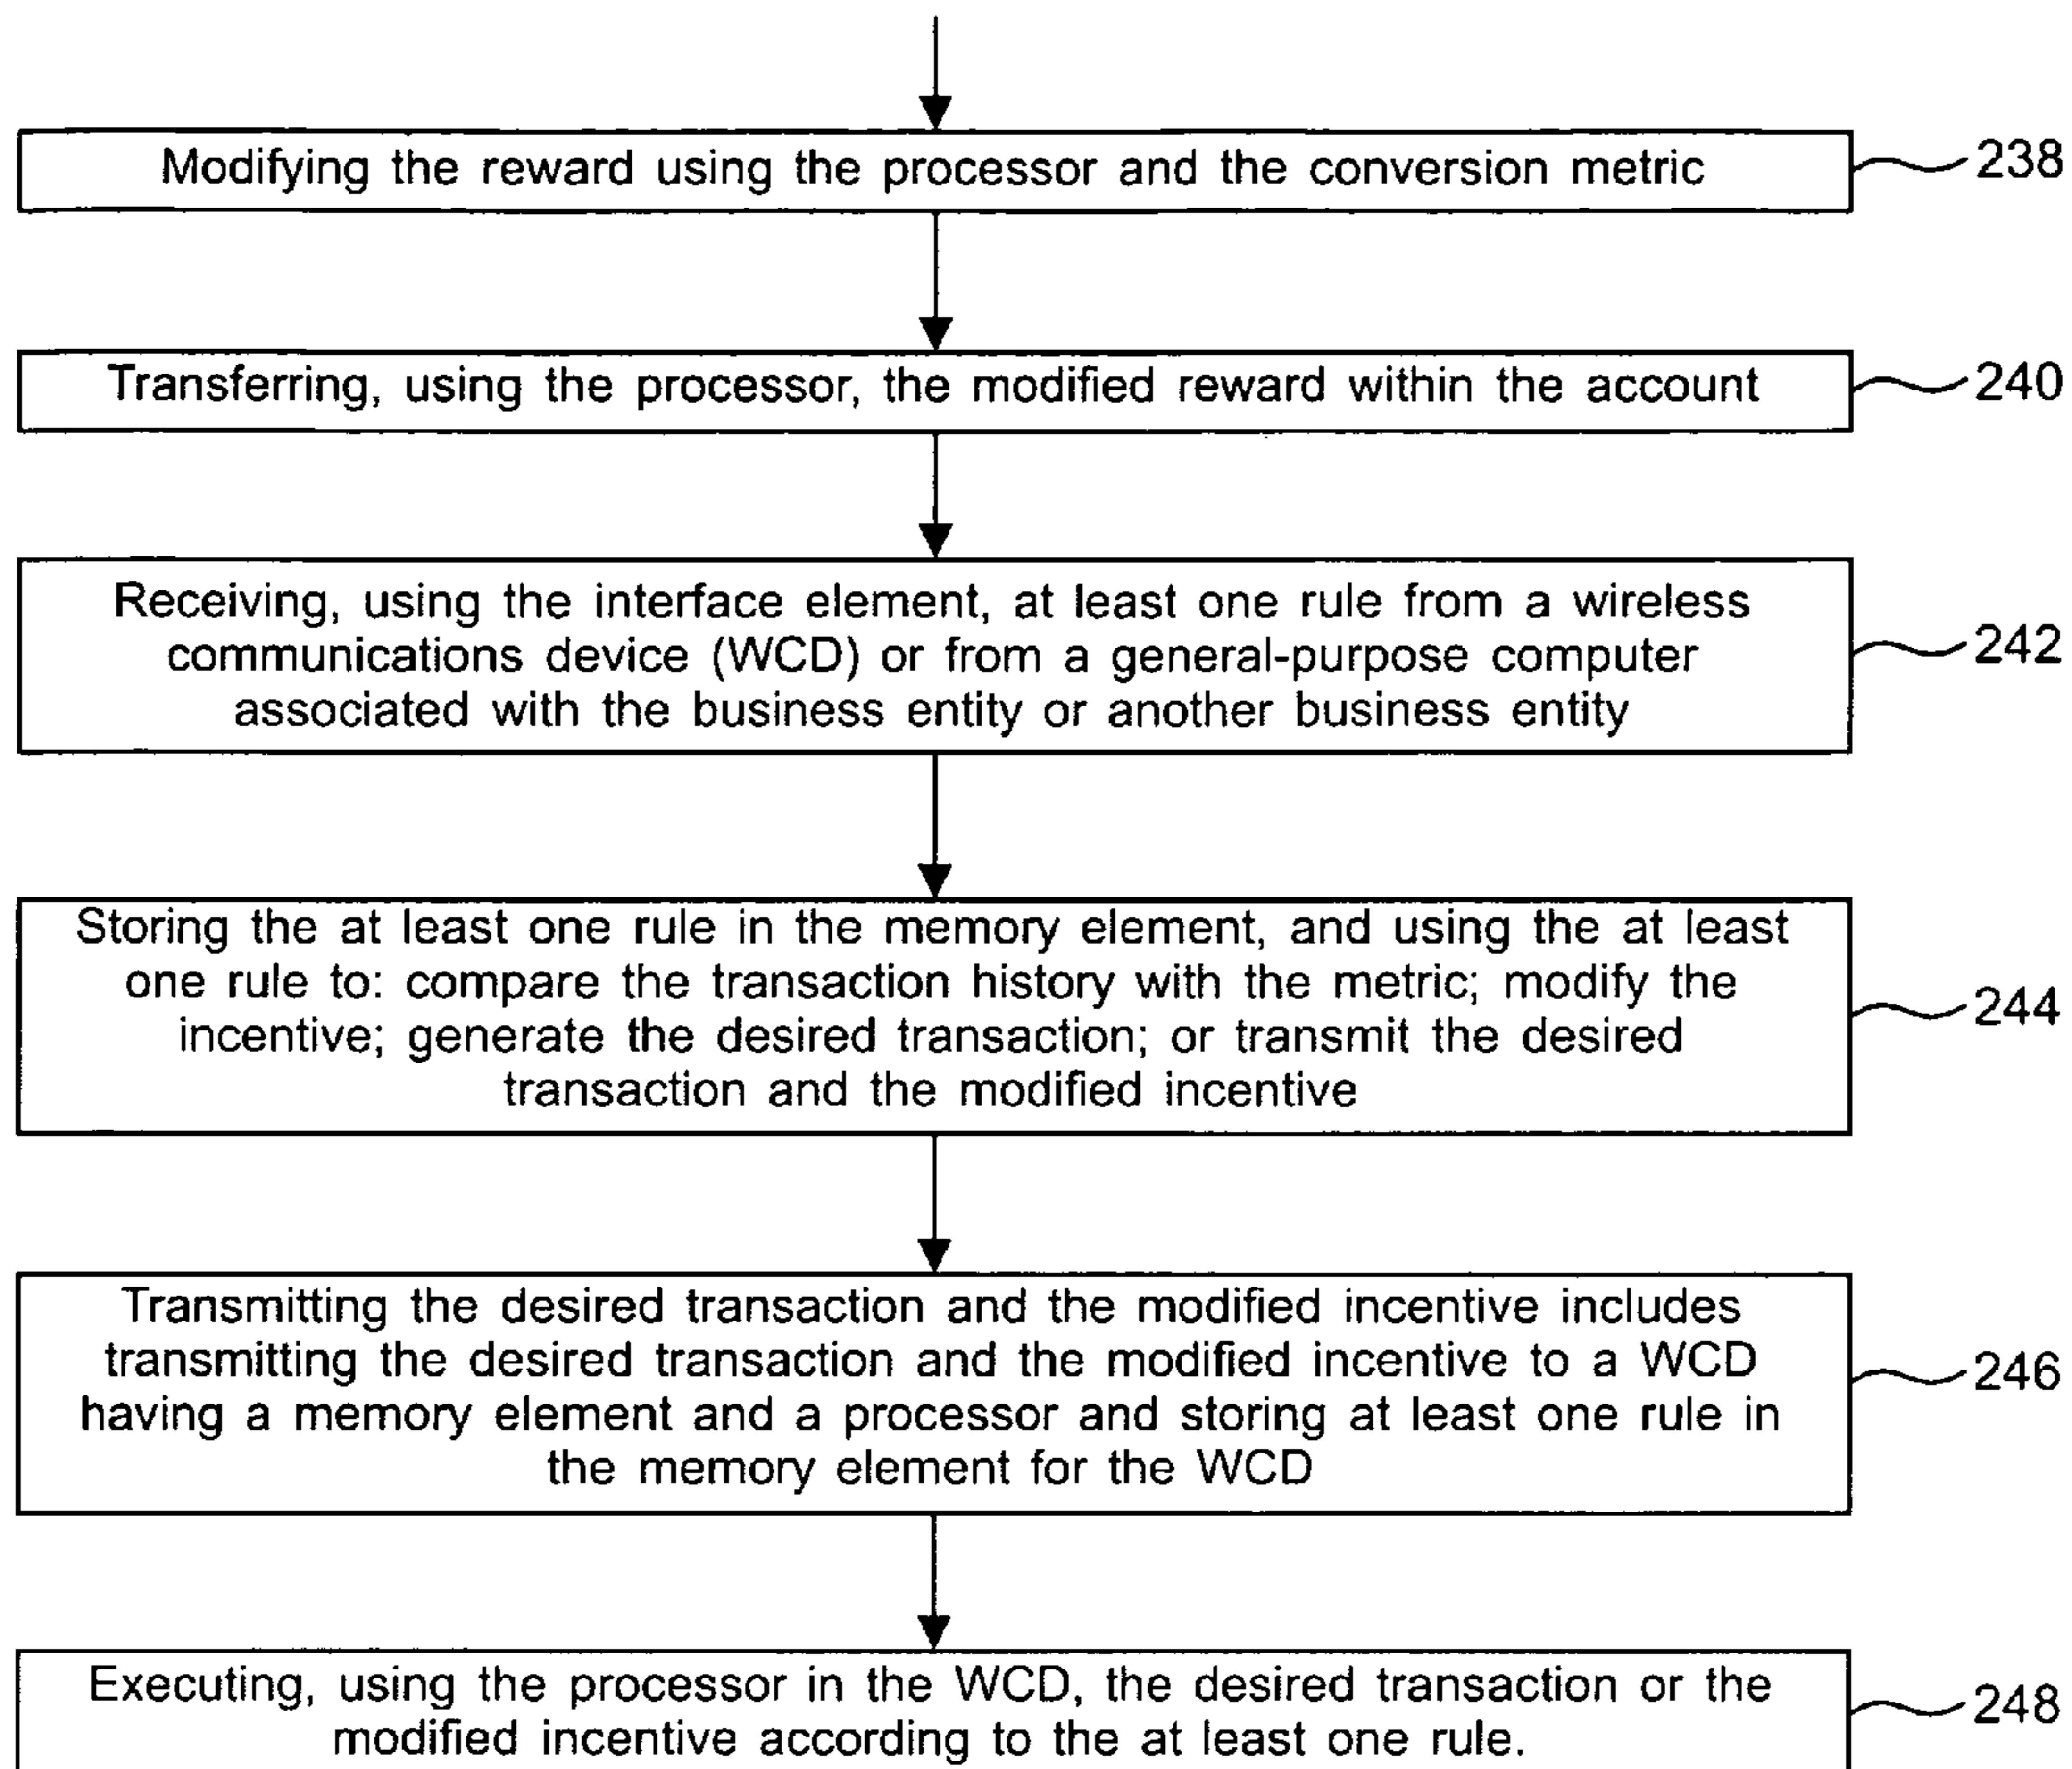 Modifying the reward using the processor and the conversion metric
238
Transferring, using the processor, the modified reward within the account
240
Receiving, using the interface element, at least one rule from a wireless
communications device (WCD) or from a general-purpose computer
associated with the business entity or another business entity
242
Storing the at least one rule in the memory element, and using the at least
one rule to: compare the transaction history with the metric; modify the
incentive; generate the desired transaction; or transmit the desired
transaction and the modified incentive
244
Transmitting the desired transaction and the modified incentive includes
transmitting the desired transaction and the modified incentive to a WCD
having a memory element and a processor and storing at least one rule in
the memory element for the WCD
246
Executing, using the processor in the WCD, the desired transaction or the
modified incentive according to the at least one rule.
248